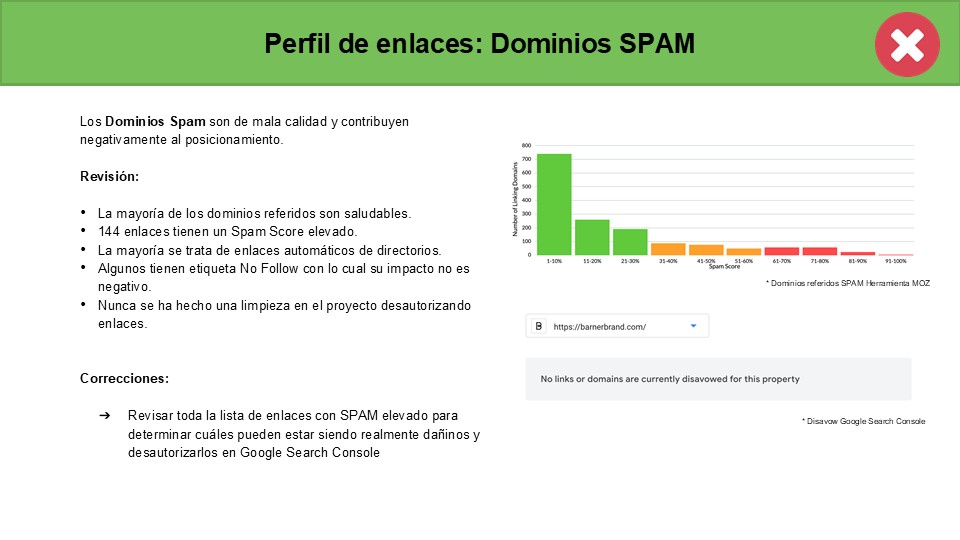 Perfil de enlaces: Dominios SPAM
Los Dominios Spam son de mala calidad y contribuyen
negativamente al posicionamiento.
Revisión:
• La mayoría de los dominios referidos son saludables.
• 144 enlaces tienen un Spam Score elevado.
• La mayoría se trata de enlaces automáticos de directorios.
• Algunos tienen etiqueta No Follow con lo cual su impacto no es
negativo.
• Nunca se ha hecho una limpieza en el proyecto desautorizando
enlaces.
Correcciones:
➔ Revisar toda la lista de enlaces con SPAM elevado para
determinar cuáles pueden estar siendo realmente dañinos y
desautorizarlos en Google Search Console
Number of Linking Domains
800
700
600
500
400
300
200
100
0
1-10% 11-20% 21-30% 31-40% 41-50% 51-60% 61-70% 71-80% 81-90% 91-100%
Spam Score
* Dominios referidos SPAM Herramienta MOZ
B https://barnerbrand.com/
No links or domains are currently disavowed for this property
* Disavow Google Search Console